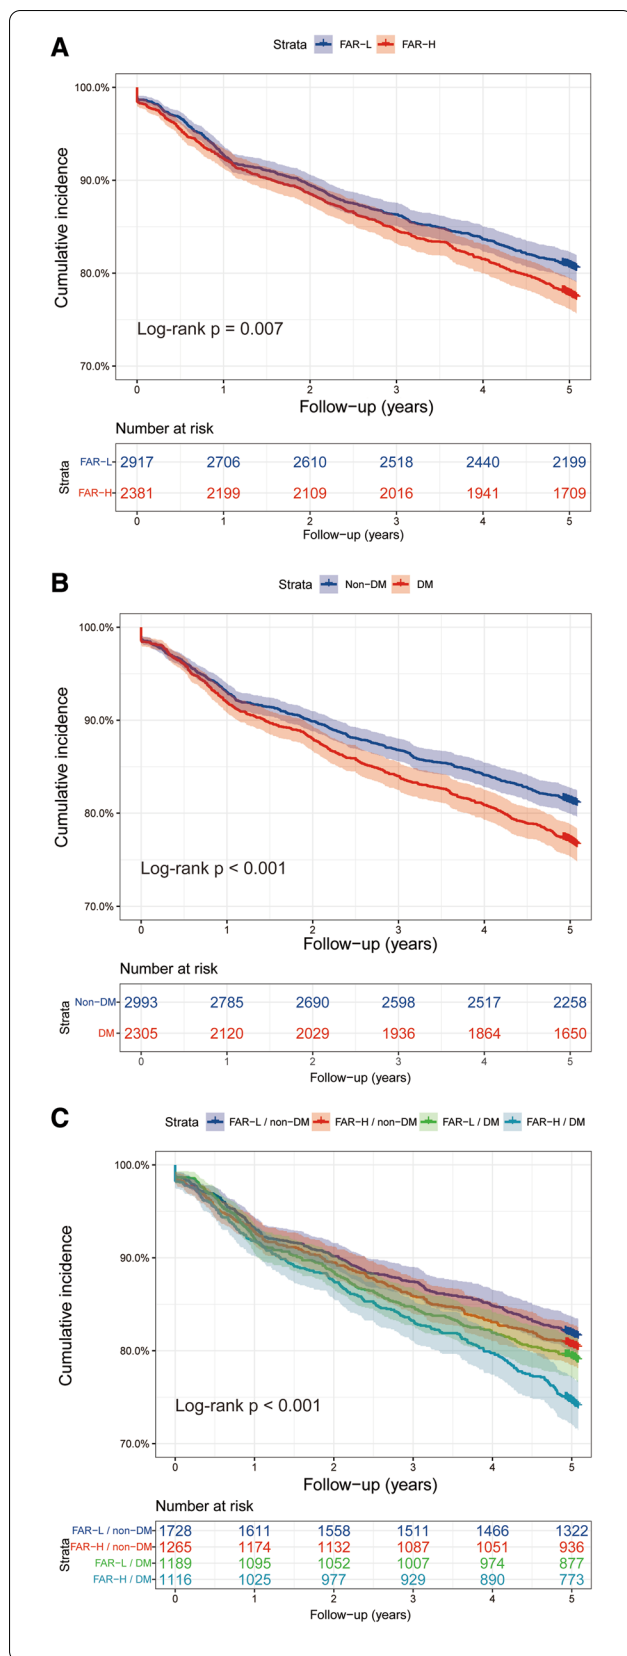 A
Strata FAR-L FAR-H
100.0%
90.0%
80.0%
70.0%
Cumulative incidence
Log-rank p = 0.007
0 1 2 3 4 5
Follow-up (years)
Number at risk
Strata
FAR-L 2917 2706 2610 2518 2440 2199
FAR-H 2381 2199 2109 2016 1941 1709
0 1 2 3 4 5
Follow-up (years)
B
Strata Non-DM DM
100.0%
90.0%
80.0%
70.0%
Cumulative incidence
Log-rank p < 0.001
0 1 2 3 4 5
Follow-up (years)
Number at risk
Strata
Non-DM 2993 2785 2690 2598 2517 2258
DM 2305 2120 2029 1936 1864 1650
0 1 2 3 4 5
Follow-up (years)
C
Strata FAR-L / non-DM FAR-H / non-DM FAR-L / DM FAR-H / DM
100.0%
90.0%
80.0%
70.0%
Cumulative incidence
Log-rank p < 0.001
0 1 2 3 4 5
Follow-up (years)
Number at risk
Strata
FAR-L / non-DM 1728 1611 1558 1511 1466 1322
FAR-H / non-DM 1265 1174 1132 1087 1051 936
FAR-L / DM 1189 1095 1052 1007 974 877
FAR-H / DM 1116 1025 977 929 890 773
0 1 2 3 4 5
Follow-up (years)